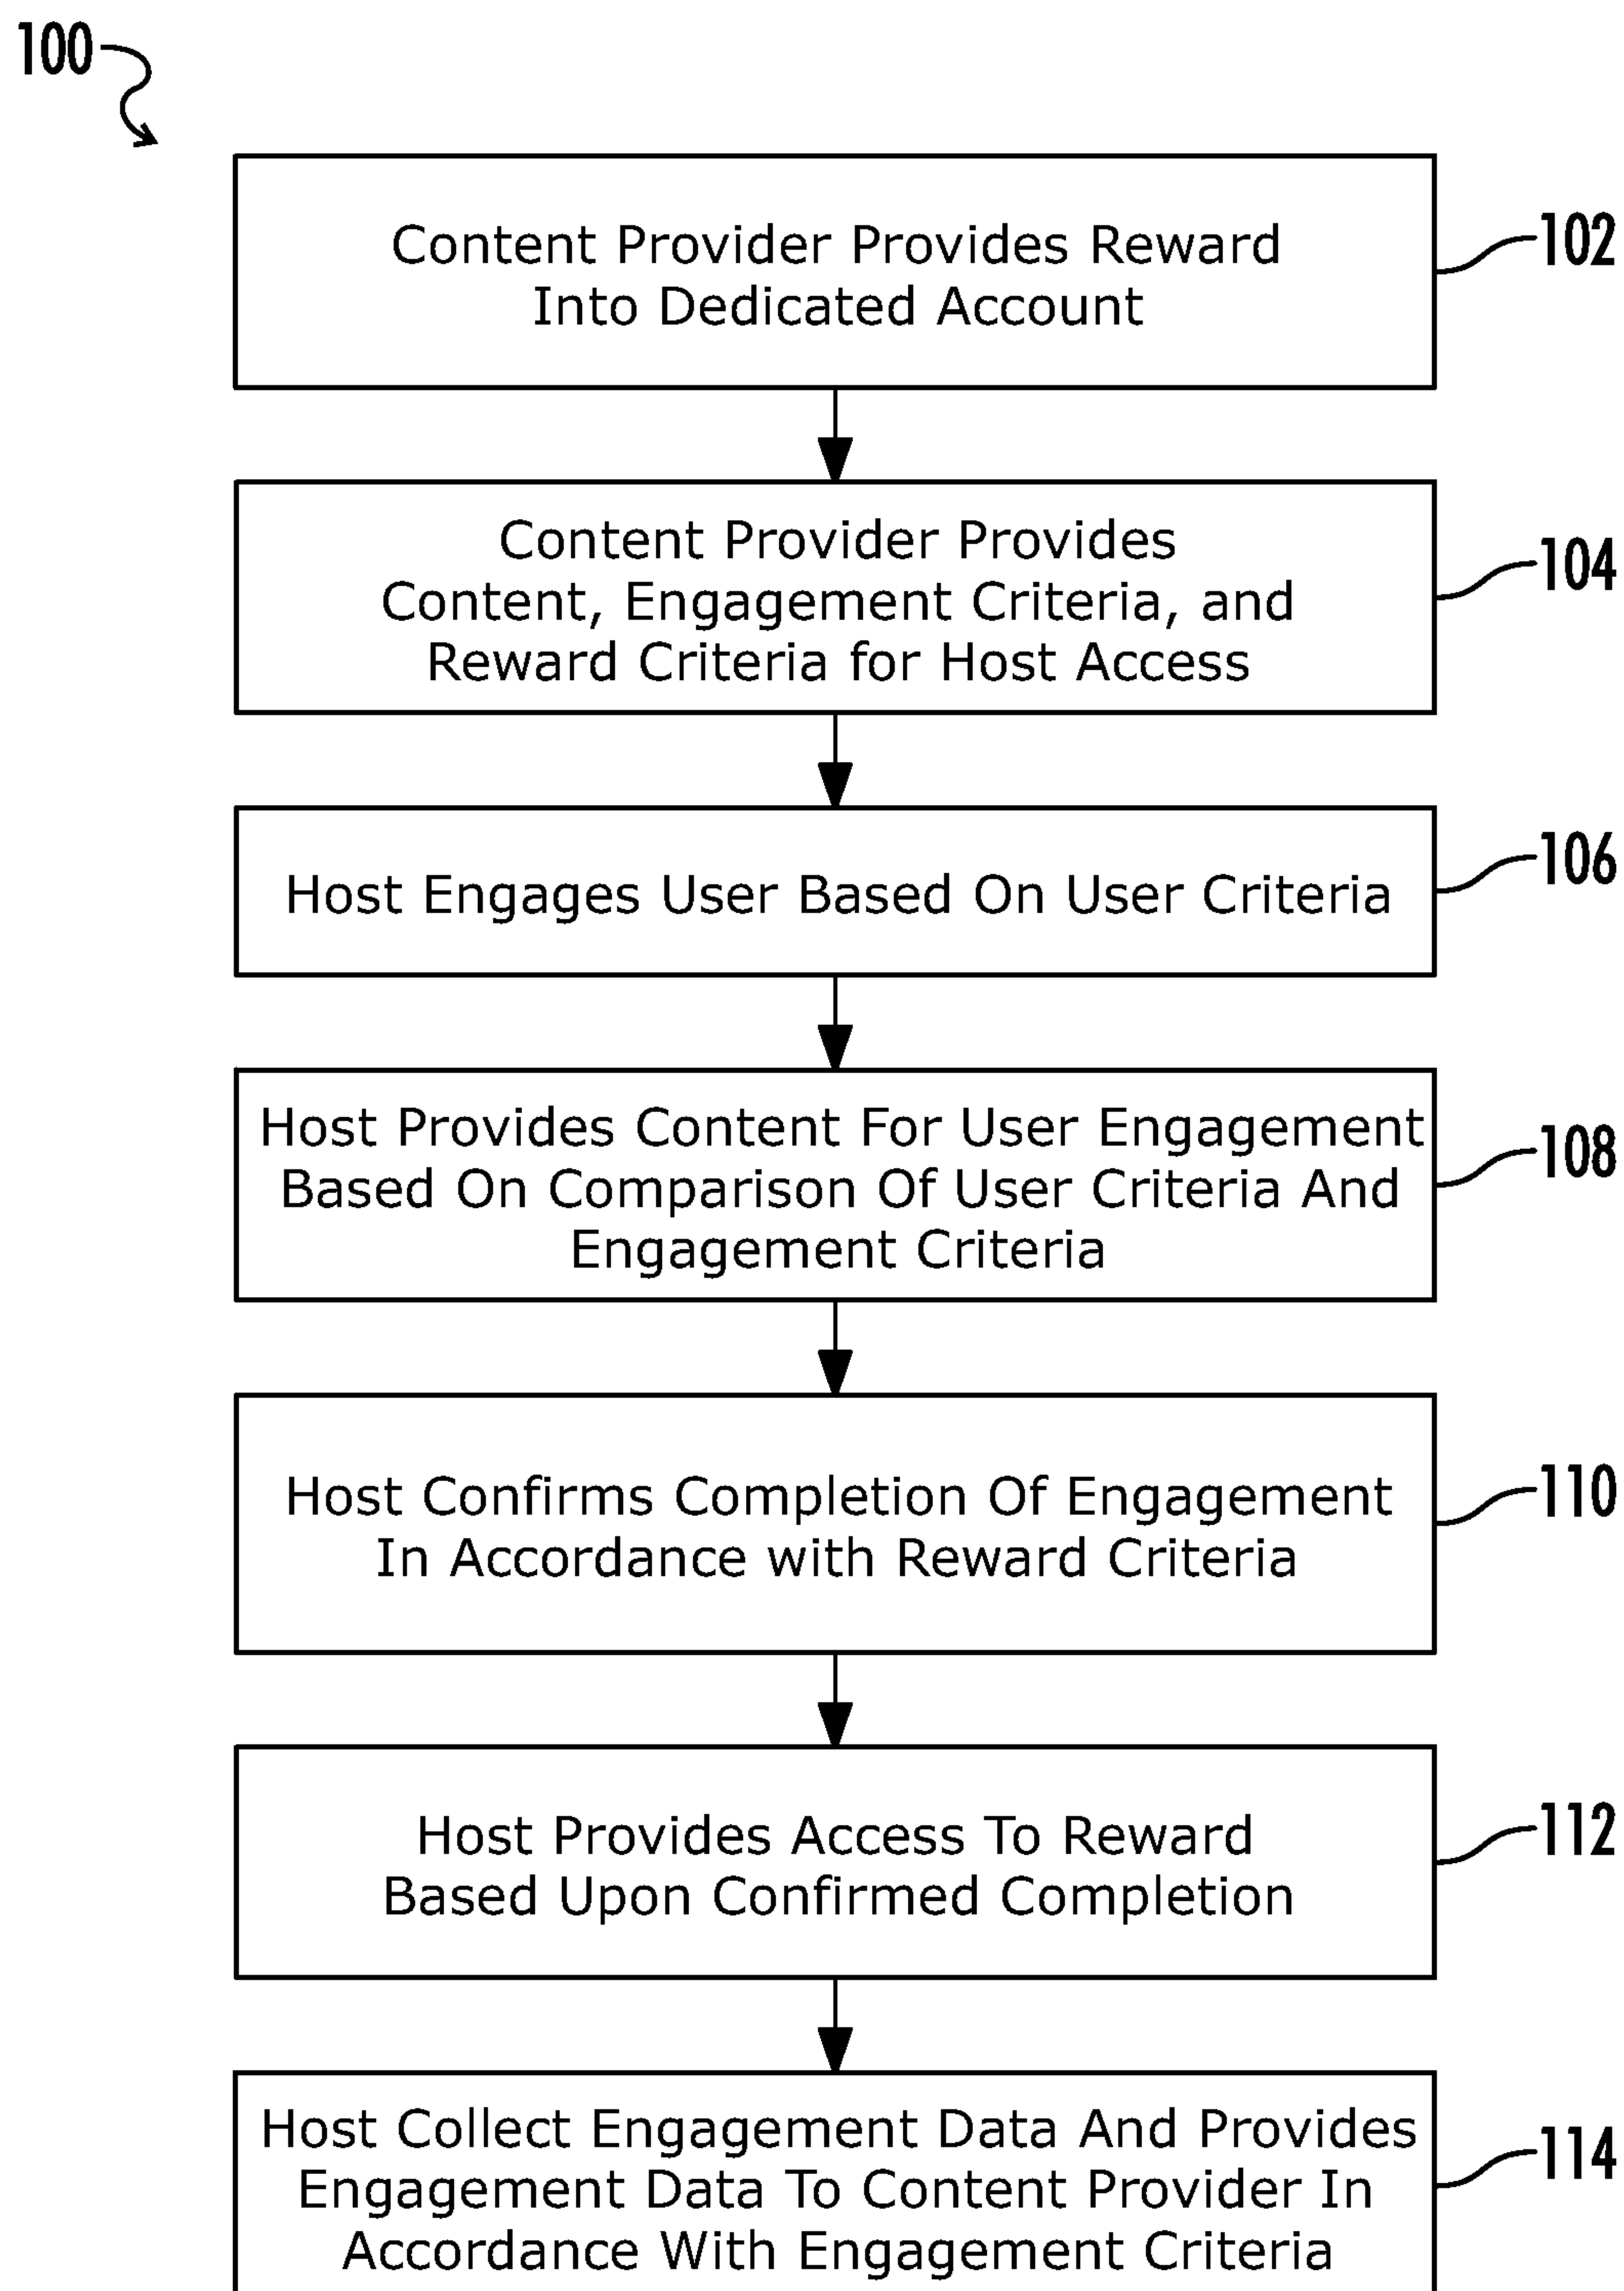 100
Content Provider Provides Reward
Into Dedicated Account
102
Content Provider Provides
Content, Engagement Criteria, and
Reward Criteria for Host Access
104
Host Engages User Based On User Criteria
106
Host Provides Content For User Engagement
Based On Comparison Of User Criteria And
Engagement Criteria
108
Host Confirms Completion Of Engagement
In Accordance with Reward Criteria
110
Host Provides Access To Reward
Based Upon Confirmed Completion
112
Host Collect Engagement Data And Provides
Engagement Data To Content Provider In
Accordance With Engagement Criteria
114